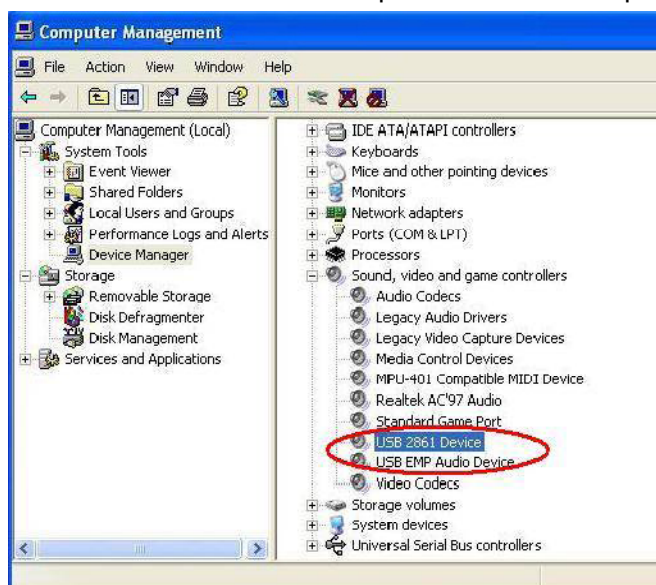 Computer Management
File Action View Window Help
Computer Management (Local)
System Tools
Event Viewer
Shared Folders
Local Users and Groups
Performance Logs and Alerts
Device Manager
Storage
Removable Storage
Disk Defragmenter
Disk Management
Services and Applications
IDE ATA/ATAPI controllers
Keyboards
Mice and other pointing devices
Monitors
Network adapters
Ports (COM & LPT)
Processors
Sound, video and game controllers
Audio Codecs
Legacy Audio Drivers
Legacy Video Capture Devices
Media Control Devices
MPU-401 Compatible MIDI Device
Realtek AC'97 Audio
Standard Game Port
USB 2861 Device
USB EMP Audio Device
Video Codecs
Storage volumes
System devices
Universal Serial Bus controllers